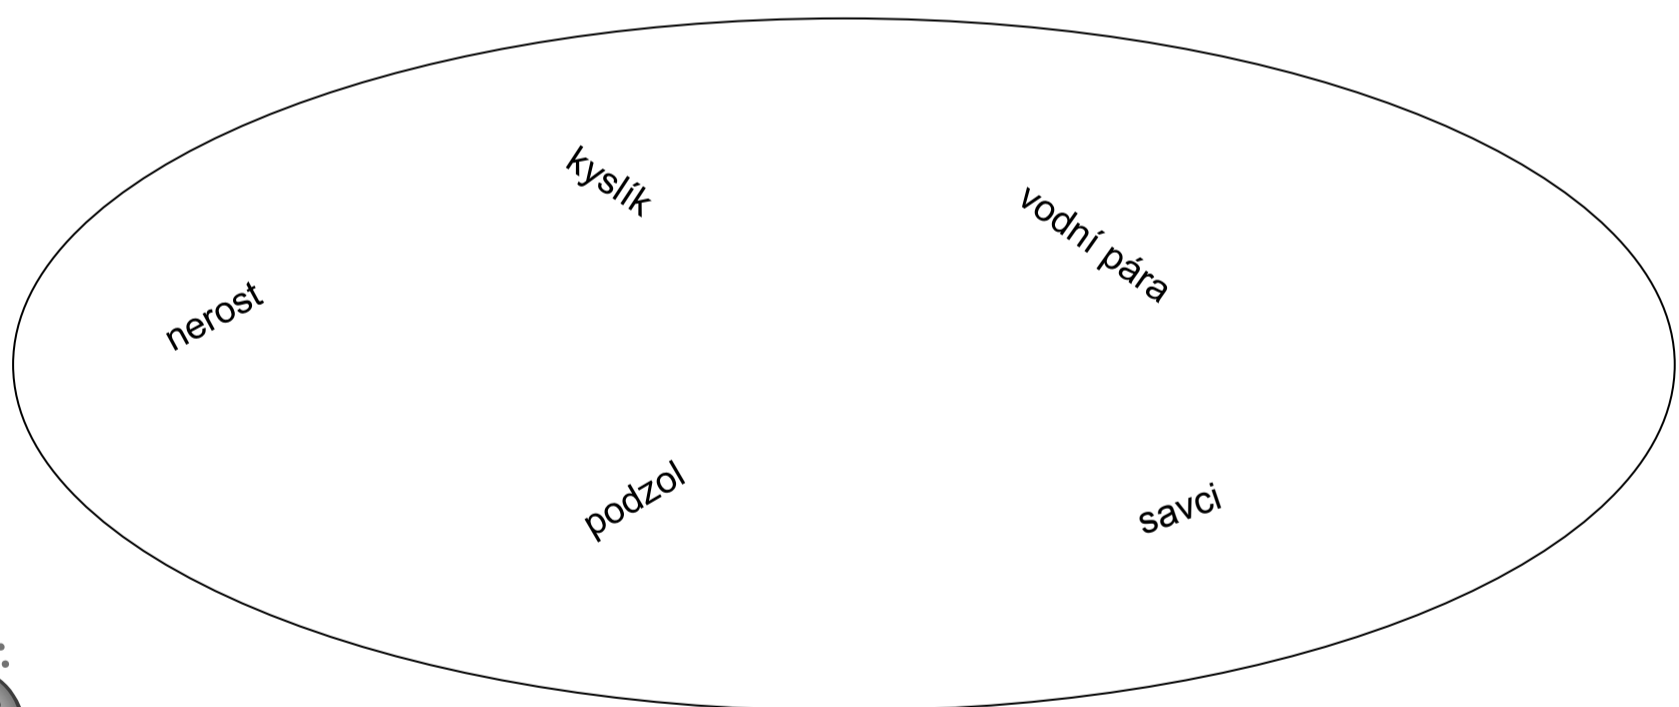 kyslík
vodní pára
nerost
podzol
savci